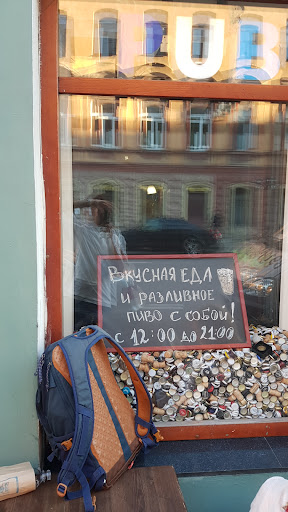 PUB
ВКУСНАЯ ЕДА
И РАЗЛИВНОЕ
ПИВО С СОБОЙ!
С 12:00 ДО 21:00